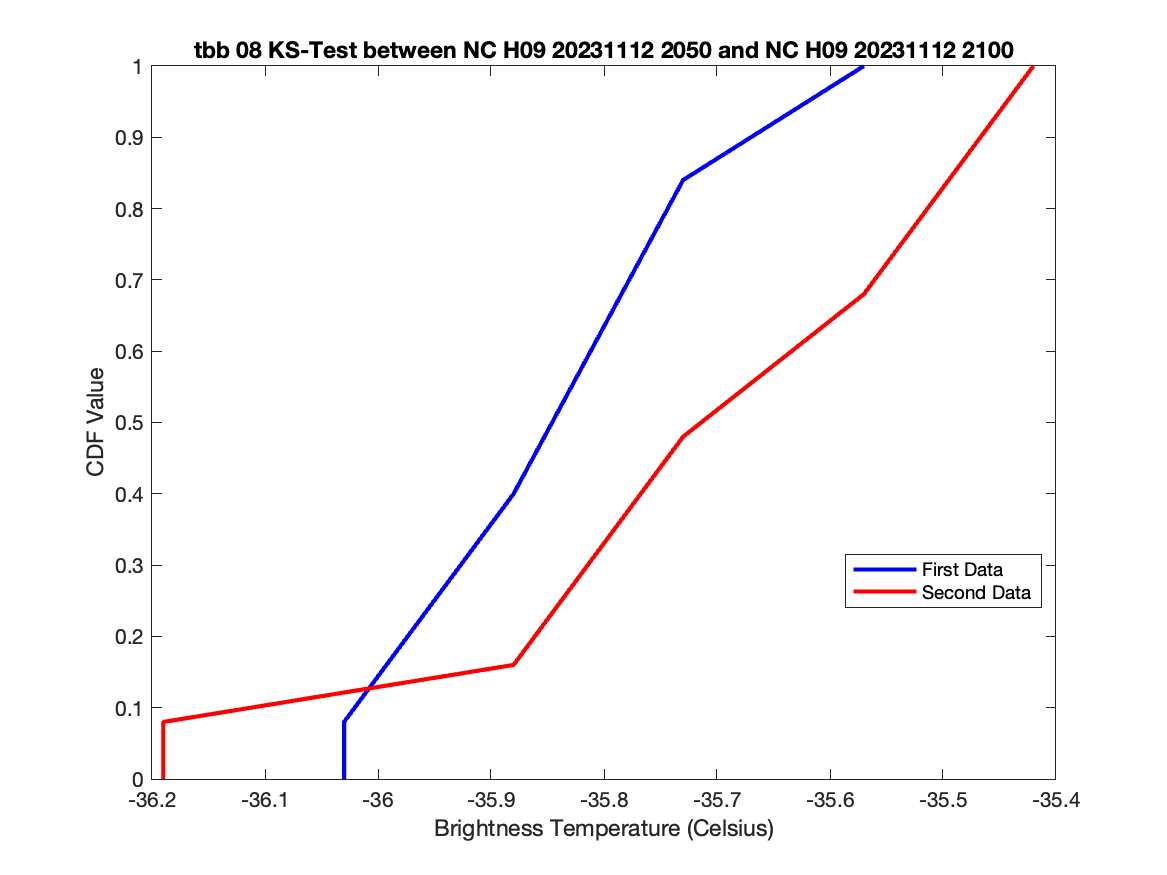 tbb 08 KS-Test between NC H09 20231112 2050 and NC H09 20231112 2100
1
0.9
0.8
0.7
0.6
0.5
0.4
0.3
0.2
0.1
0
CDF Value
First Data
Second Data
-36.2 -36.1 -36 -35.9 -35.8 -35.7 -35.6 -35.5 -35.4
Brightness Temperature (Celsius)